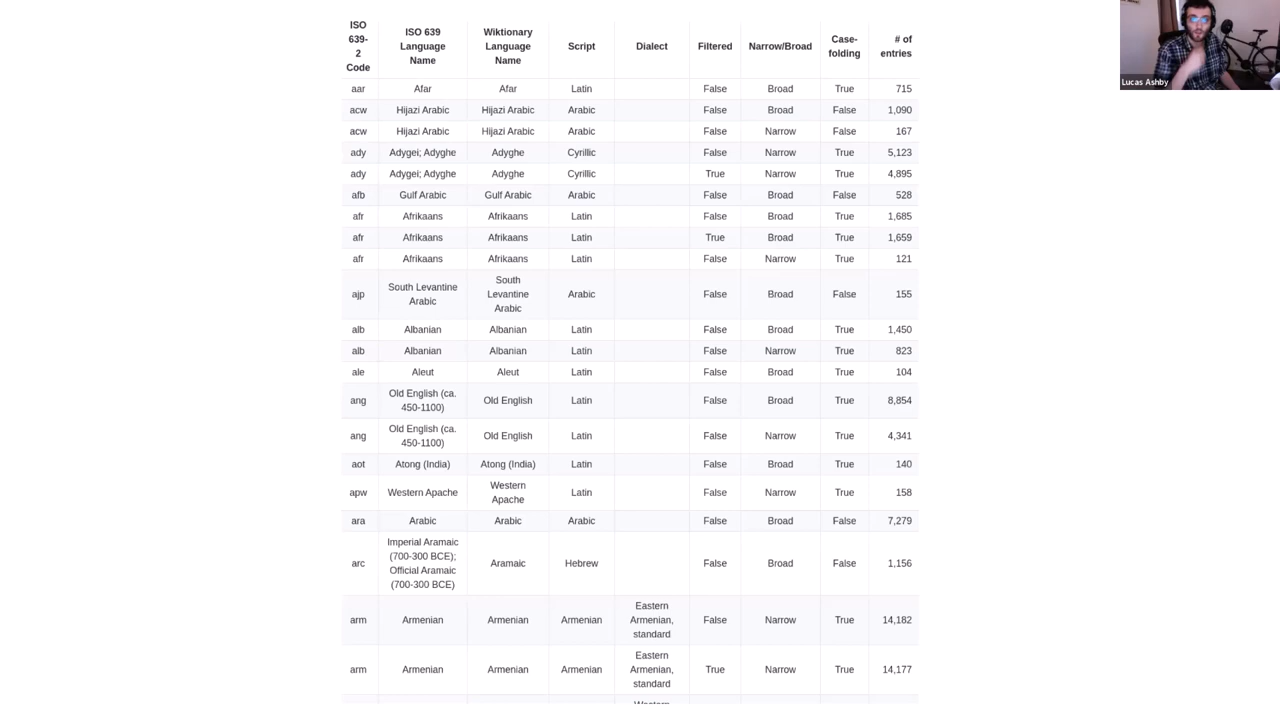 ISO 639-2 Code | ISO 639 Language Name | Wiktionary Language Name | Script | Dialect | Filtered | Narrow/Broad | Case-folding | # of entries
aar | Afar | Afar | Latin | | False | Broad | True | 715
acw | Hijazi Arabic | Hijazi Arabic | Arabic | | False | Broad | False | 1,090
acw | Hijazi Arabic | Hijazi Arabic | Arabic | | False | Narrow | False | 167
ady | Adygei; Adyghe | Adyghe | Cyrillic | | False | Narrow | True | 5,123
ady | Adygei; Adyghe | Adyghe | Cyrillic | | True | Narrow | True | 4,895
afb | Gulf Arabic | Gulf Arabic | Arabic | | False | Broad | False | 528
afr | Afrikaans | Afrikaans | Latin | | False | Broad | True | 1,685
afr | Afrikaans | Afrikaans | Latin | | True | Broad | True | 1,659
afr | Afrikaans | Afrikaans | Latin | | False | Narrow | True | 121
ajp | South Levantine Arabic | South Levantine Arabic | Arabic | | False | Broad | False | 155
alb | Albanian | Albanian | Latin | | False | Broad | True | 1,450
alb | Albanian | Albanian | Latin | | False | Narrow | True | 823
ale | Aleut | Aleut | Latin | | False | Broad | True | 104
ang | Old English (ca. 450-1100) | Old English | Latin | | False | Broad | True | 8,854
ang | Old English (ca. 450-1100) | Old English | Latin | | False | Narrow | True | 4,341
aot | Atong (India) | Atong (India) | Latin | | False | Broad | True | 140
apw | Western Apache | Western Apache | Latin | | False | Narrow | True | 158
ara | Arabic | Arabic | Arabic | | False | Broad | False | 7,279
arc | Imperial Aramaic (700-300 BCE); Official Aramaic (700-300 BCE) | Aramaic | Hebrew | | False | Broad | False | 1,156
arm | Armenian | Armenian | Armenian | Eastern Armenian, standard | False | Narrow | True | 14,182
arm | Armenian | Armenian | Armenian | Eastern Armenian, standard | True | Narrow | True | 14,177
Lucas Ashby